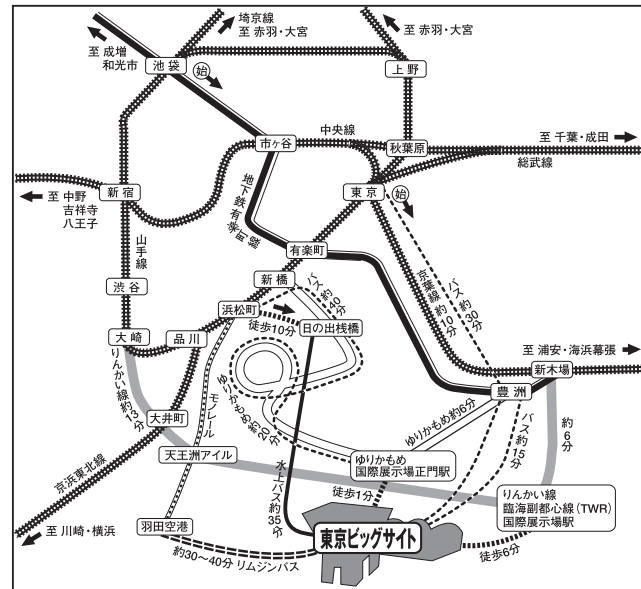 埼京線
至 赤羽・大宮
至 赤羽・大宮
至 成増
和光市
池 袋
始
上 野
市ヶ谷
中央線
秋葉原
至 千葉・成田
総武線
至 中野
吉祥寺
八王子
新 宿
東 京
始
地下鉄有楽町線
山手線
有楽町
京葉線約10分
バス約30分
渋 谷
新 橋
バス約40分
浜松町
徒歩10分
日の出桟橋
大 崎
品 川
至 浦安・海浜幕張
新木場
りんかい線約13分
豊 洲
ゆりかもめ約20分
ゆりかもめ約6分
大井町
モノレール
バス約15分
約6分
京浜東北線
天王洲アイル
ゆりかもめ
国際展示場正門駅
水上バス約35分
徒歩1分
りんかい線
臨海副都心線(TWR)
国際展示場駅
羽田空港
至 川崎・横浜
東京ビッグサイト
約30〜40分 リムジンバス
徒歩6分